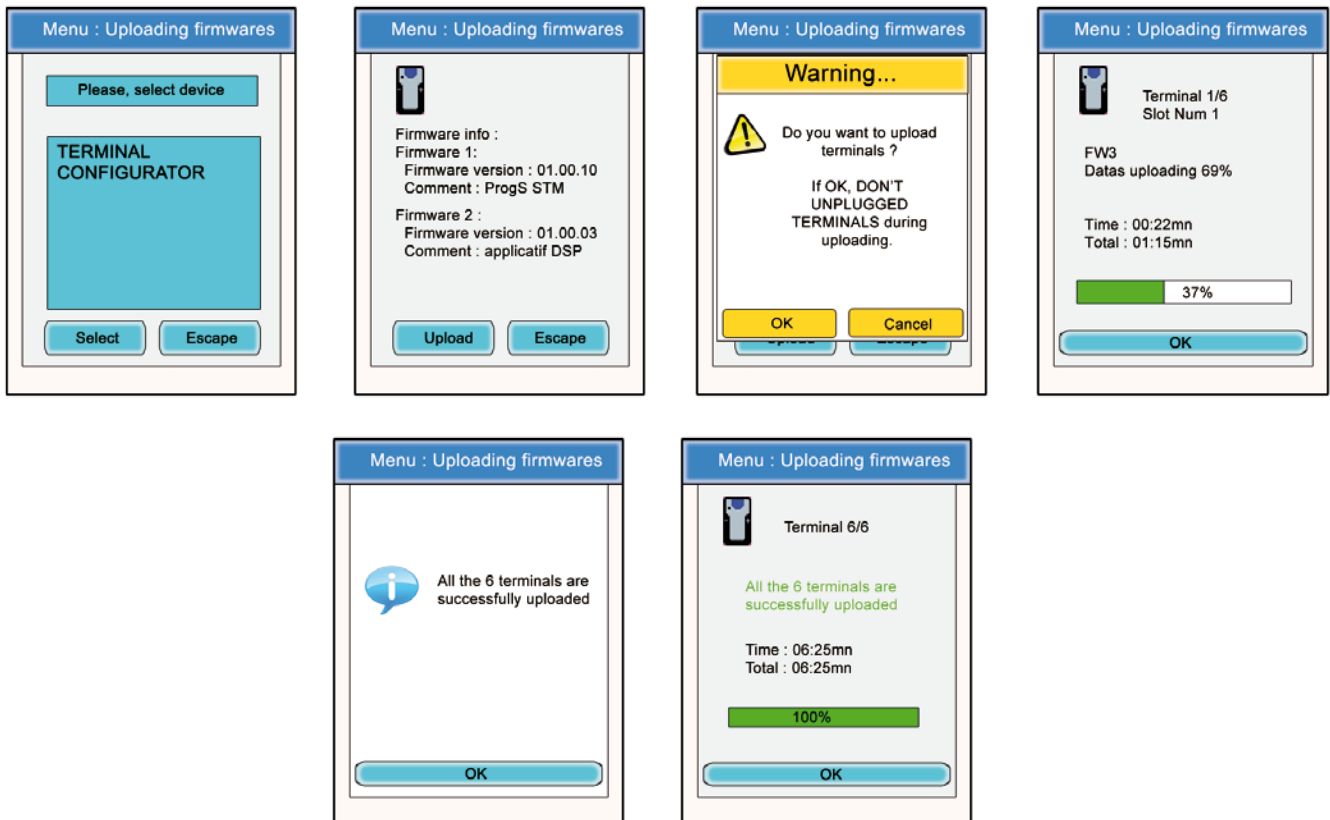 Menu : Uploading firmwares
Please, select device
TERMINAL
CONFIGURATOR
Select
Escape
Menu : Uploading firmwares
Firmware info :
Firmware 1:
Firmware version : 01.00.10
Comment : ProgS STM
Firmware 2 :
Firmware version : 01.00.03
Comment : applicatif DSP
Upload
Escape
Menu : Uploading firmwares
Warning...
Do you want to upload
terminals ?
If OK, DON'T
UNPLUGGED
TERMINALS during
uploading.
OK
Cancel
Upload
Escape
Menu : Uploading firmwares
Terminal 1/6
Slot Num 1
FW3
Datas uploading 69%
Time : 00:22mn
Total : 01:15mn
37%
OK
Menu : Uploading firmwares
All the 6 terminals are
successfully uploaded
OK
Menu : Uploading firmwares
Terminal 6/6
All the 6 terminals are
successfully uploaded
Time : 06:25mn
Total : 06:25mn
100%
OK